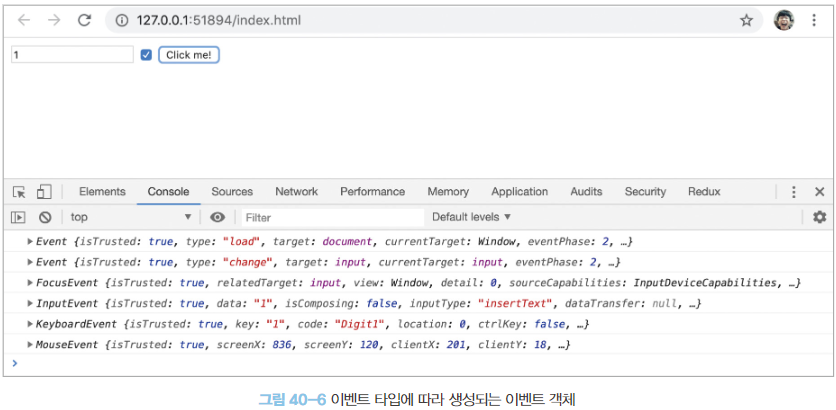 127.0.0.1:51894/index.html
1 Click me!
Elements Console Sources Network Performance Memory Application Audits Security Redux
top Filter Default levels ▼
▶Event {isTrusted: true, type: "load", target: document, currentTarget: Window, eventPhase: 2, …}
▶Event {isTrusted: true, type: "change", target: input, currentTarget: input, eventPhase: 2, …}
▶FocusEvent {isTrusted: true, relatedTarget: input, view: Window, detail: 0, sourceCapabilities: InputDeviceCapabilities, …}
▶InputEvent {isTrusted: true, data: "1", isComposing: false, inputType: "insertText", dataTransfer: null, …}
▶KeyboardEvent {isTrusted: true, key: "1", code: "Digit1", location: 0, ctrlKey: false, …}
▶MouseEvent {isTrusted: true, screenX: 836, screenY: 120, clientX: 201, clientY: 18, …}
>
그림 40-6 이벤트 타입에 따라 생성되는 이벤트 객체